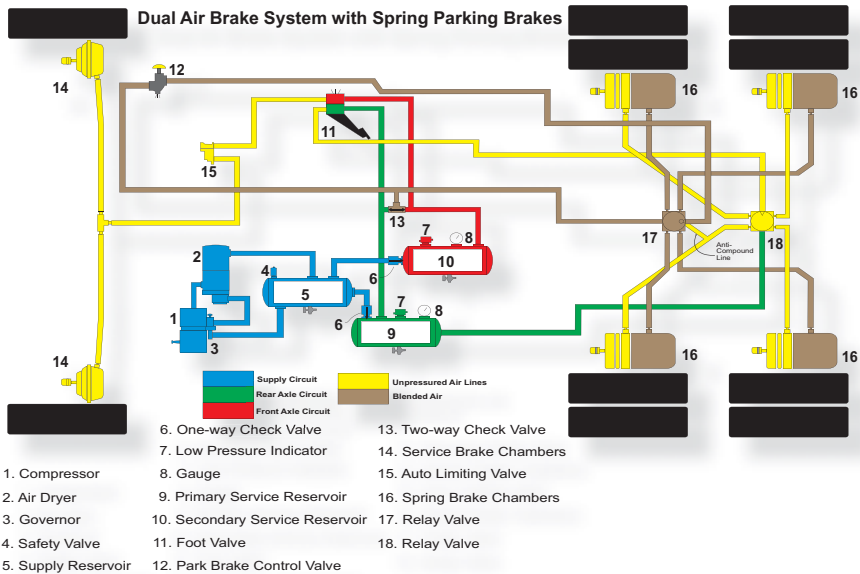 Dual Air Brake System with Spring Parking Brakes
14
12
16
16
11
15
13
17
18
Anti-
Compound
Line
2
7
8
10
6
4
5
1
3
6
7
8
9
14
16
16
Supply Circuit
Rear Axle Circuit
Front Axle Circuit
Unpressured Air Lines
Blended Air
1. Compressor
2. Air Dryer
3. Governor
4. Safety Valve
5. Supply Reservoir
6. One-way Check Valve
7. Low Pressure Indicator
8. Gauge
9. Primary Service Reservoir
10. Secondary Service Reservoir
11. Foot Valve
12. Park Brake Control Valve
13. Two-way Check Valve
14. Service Brake Chambers
15. Auto Limiting Valve
16. Spring Brake Chambers
17. Relay Valve
18. Relay Valve